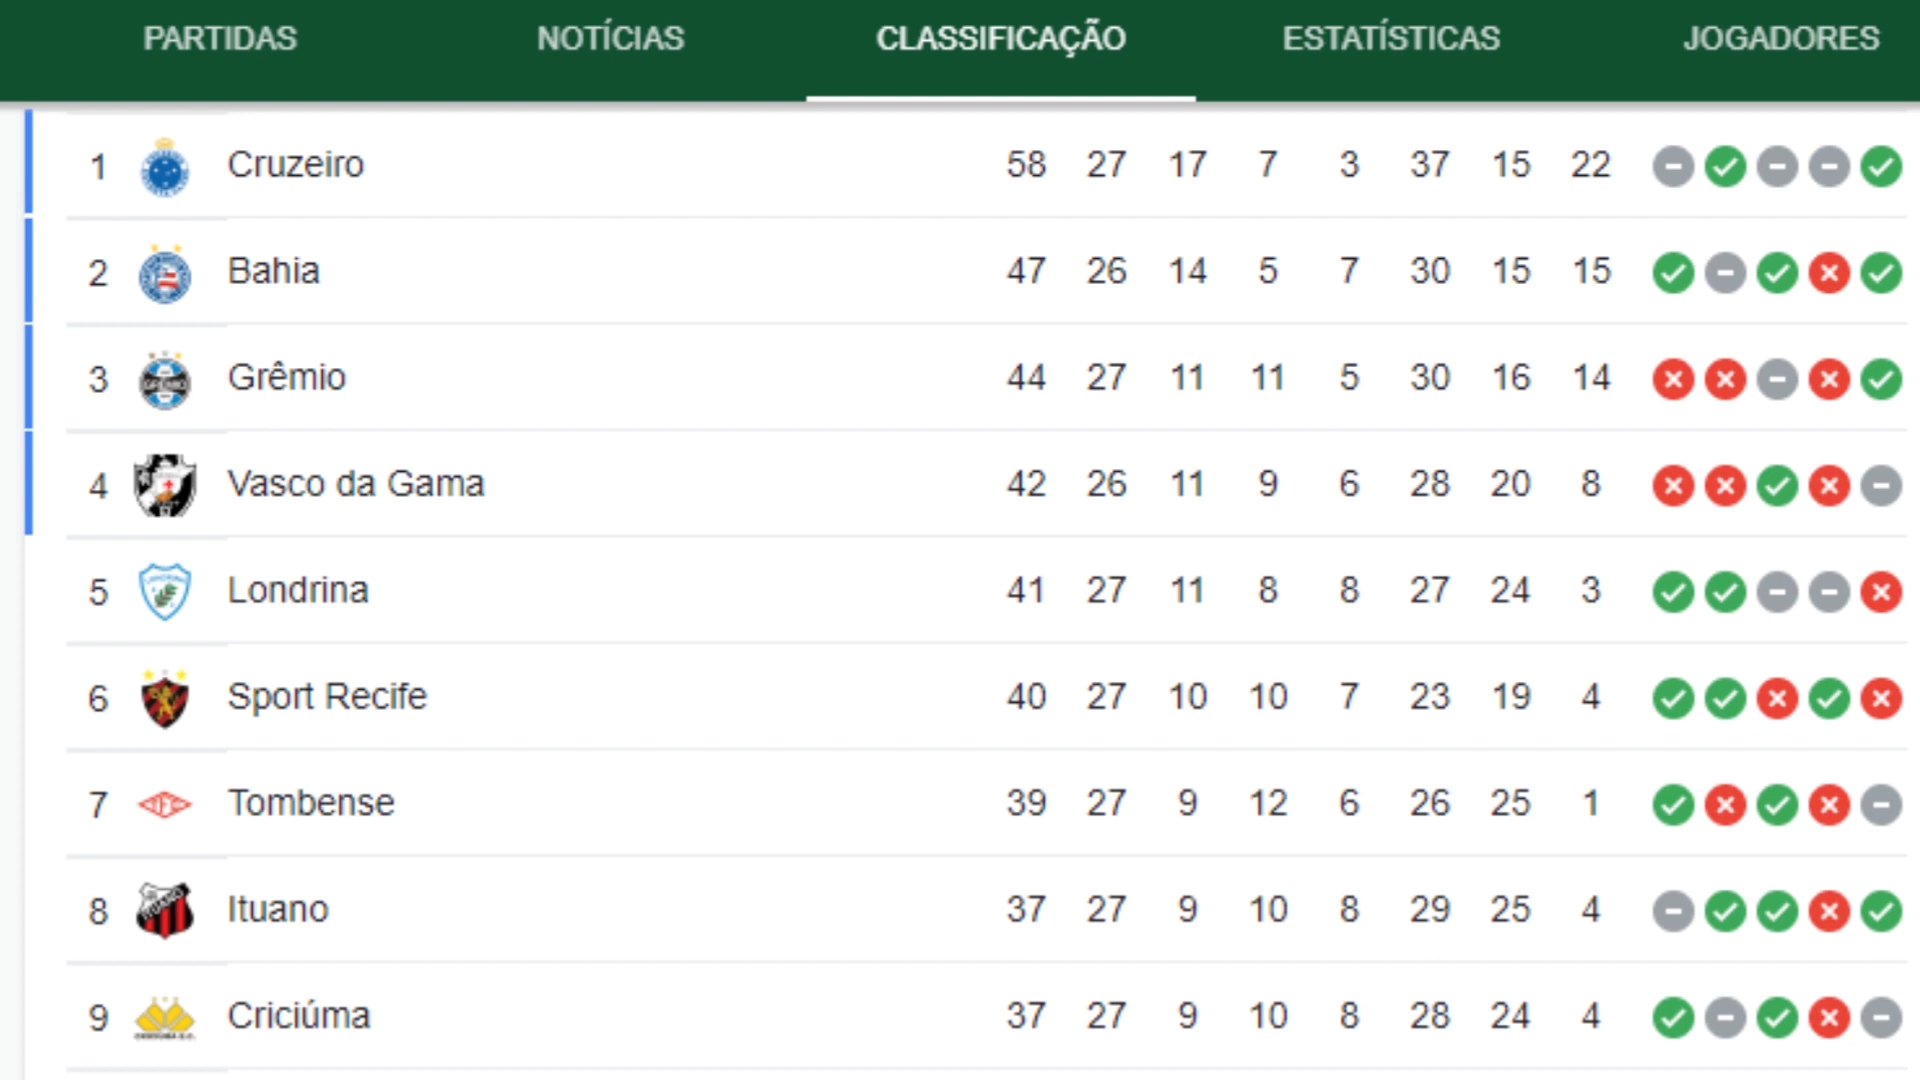 PARTIDAS NOTÍCIAS CLASSIFICAÇÃO ESTATÍSTICAS JOGADORES
1 Cruzeiro 58 27 17 7 3 37 15 22
2 Bahia 47 26 14 5 7 30 15 15
3 Grêmio 44 27 11 11 5 30 16 14
4 Vasco da Gama 42 26 11 9 6 28 20 8
5 Londrina 41 27 11 8 8 27 24 3
6 Sport Recife 40 27 10 10 7 23 19 4
7 Tombense 39 27 9 12 6 26 25 1
8 Ituano 37 27 9 10 8 29 25 4
9 Criciúma 37 27 9 10 8 28 24 4